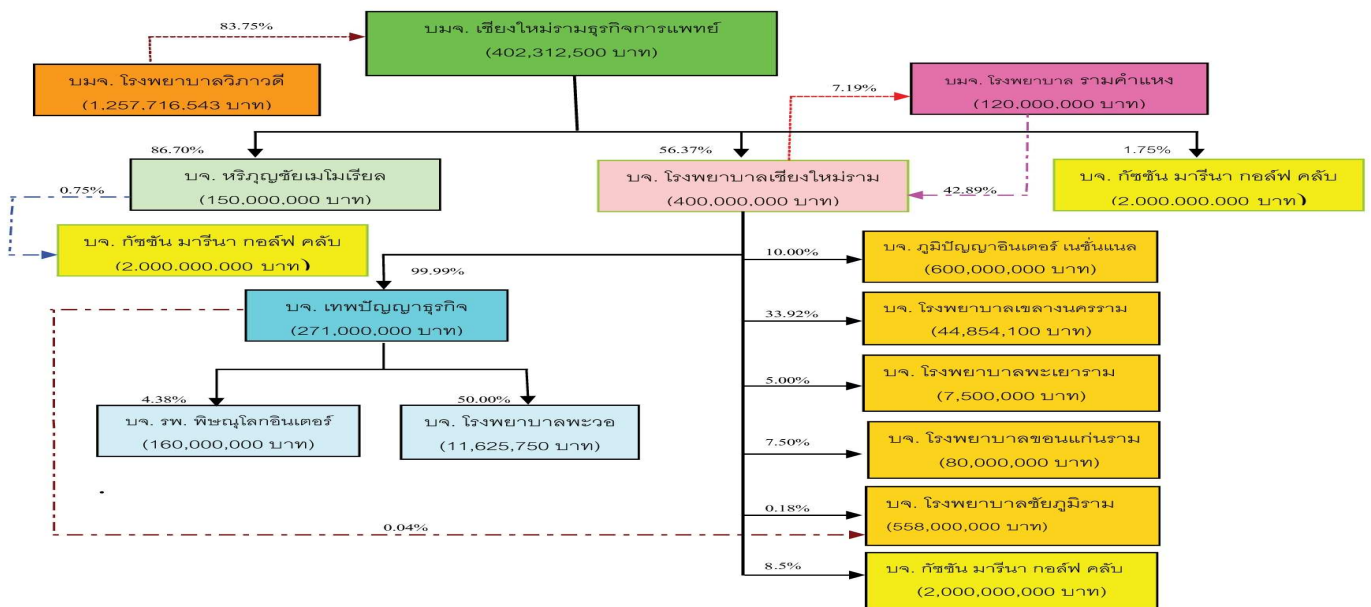 83.75%
บมจ. เชียงใหม่รามธุรกิจการแพทย์
(402,312,500 บาท)
บมจ. โรงพยาบาลวิภาวดี
(1,257,716,543 บาท)
7.19%
บมจ. โรงพยาบาล รามคำแหง
(120,000,000 บาท)
86.70%
56.37%
1.75%
บจ. หริภุญชัยเมโมเรียล
(150,000,000 บาท)
0.75%
บจ. โรงพยาบาลเชียงใหม่ราม
(400,000,000 บาท)
42.89%
บจ. กัซซัน มารีนา กอล์ฟ คลับ
(2.000.000.000 บาท)
บจ. กัซซัน มารีนา กอล์ฟ คลับ
(2.000.000.000 บาท)
99.99%
10.00%
บจ. ภูมิปัญญาอินเตอร์ เนชั่นแนล
(600,000,000 บาท)
บจ. เทพปัญญาธุรกิจ
(271,000,000 บาท)
33.92%
บจ. โรงพยาบาลเขลางนครราม
(44,854,100 บาท)
4.38%
50.00%
5.00%
บจ. โรงพยาบาลพะเยาราม
(7,500,000 บาท)
บจ. รพ. พิษณุโลกอินเตอร์
(160,000,000 บาท)
บจ. โรงพยาบาลพะวอ
(11,625,750 บาท)
7.50%
บจ. โรงพยาบาลขอนแก่นราม
(80,000,000 บาท)
0.04%
0.18%
บจ. โรงพยาบาลชัยภูมิราม
(558,000,000 บาท)
8.5%
บจ. กัซซัน มารีนา กอล์ฟ คลับ
(2,000,000,000 บาท)